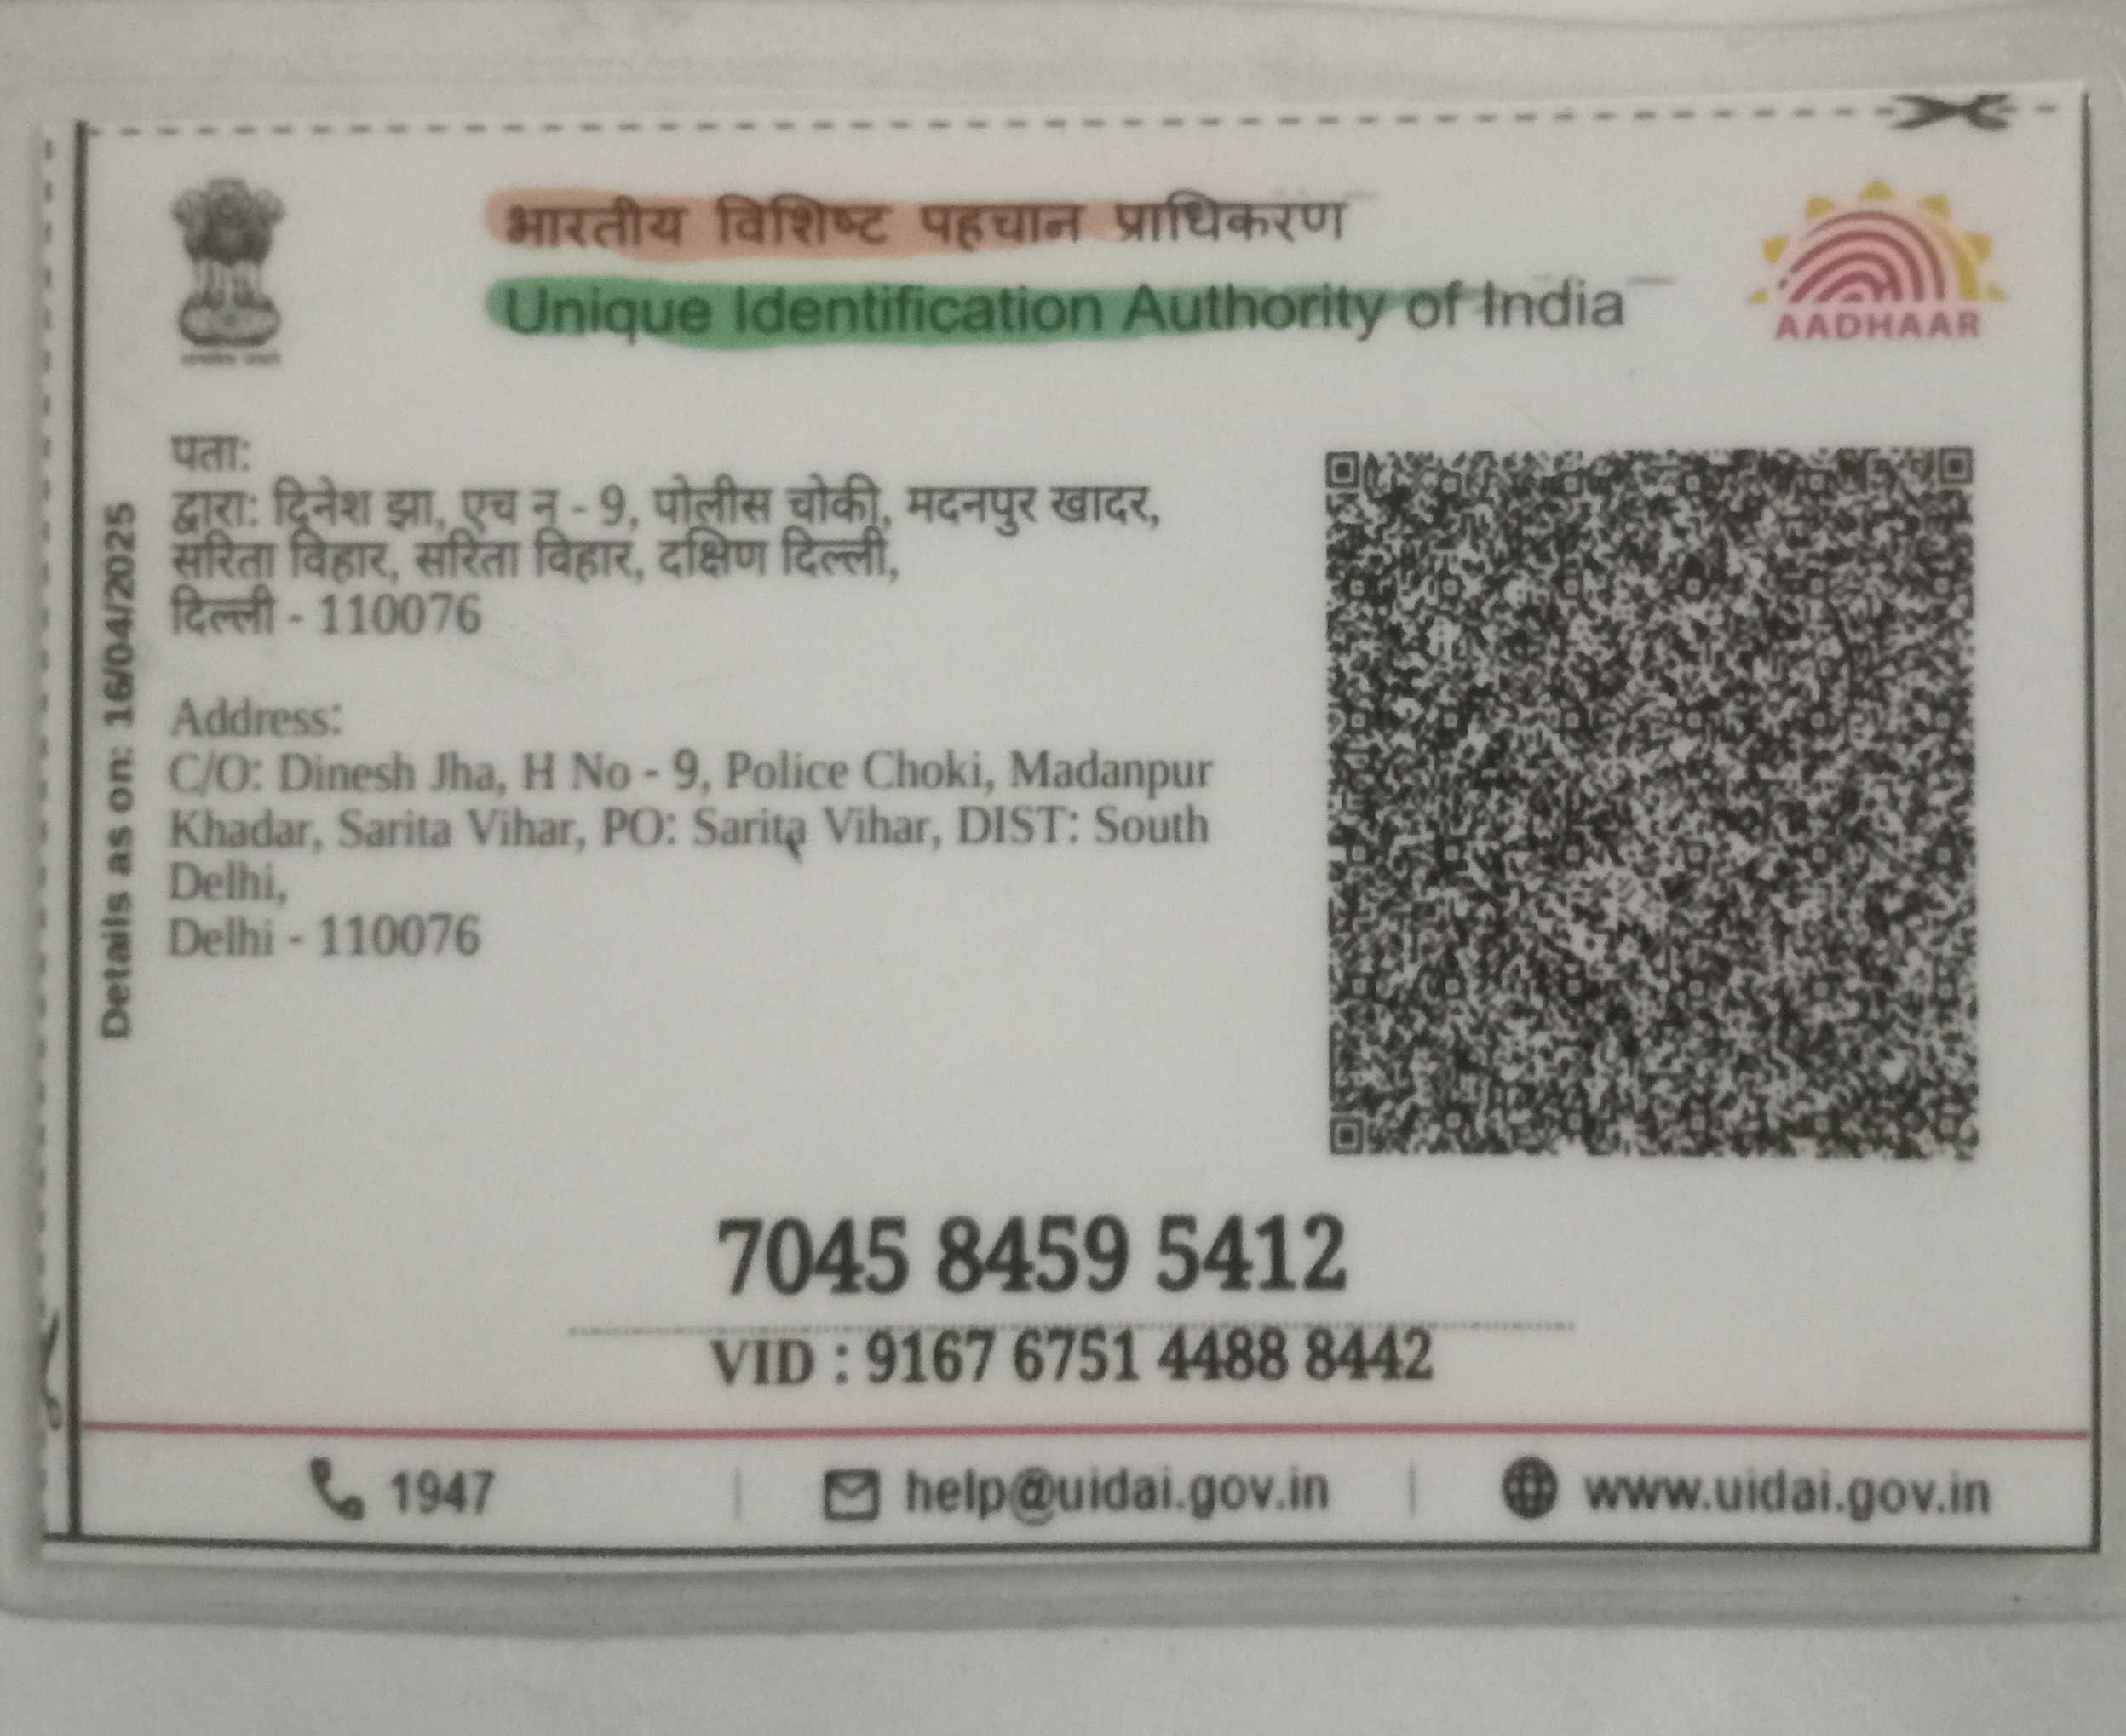 भारतीय विशिष्ट पहचान प्राधिकरण
Unique Identification Authority of India
AADHAAR
Details as on: 16/04/2025
पता:
द्वारा: दिनेश झा, एच न - 9, पोलीस चोकी, मदनपुर खादर,
सरिता विहार, सरिता विहार, दक्षिण दिल्ली,
दिल्ली - 110076
Address:
C/O: Dinesh Jha, H No - 9, Police Choki, Madanpur
Khadar, Sarita Vihar, PO: Sarita Vihar, DIST: South
Delhi,
Delhi - 110076
7045 8459 5412
VID : 9167 6751 4488 8442
1947 | help@uidai.gov.in | www.uidai.gov.in